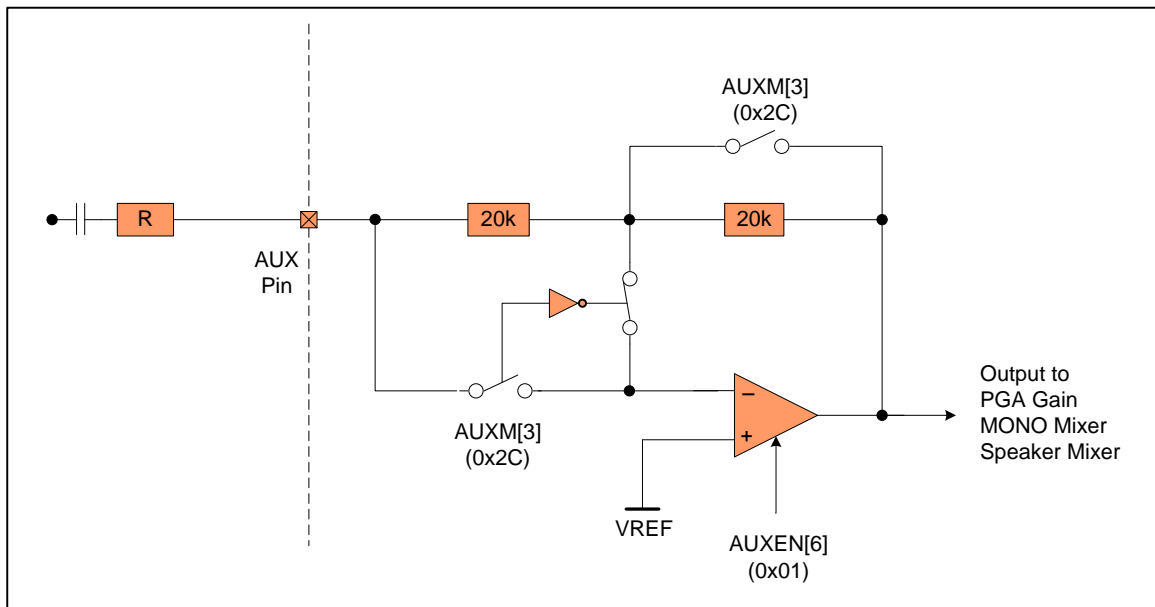 AUXM[3]
(0x2C)
R
20k
20k
AUX
Pin
AUXM[3]
(0x2C)
−
+
VREF
AUXEN[6]
(0x01)
Output to
PGA Gain
MONO Mixer
Speaker Mixer